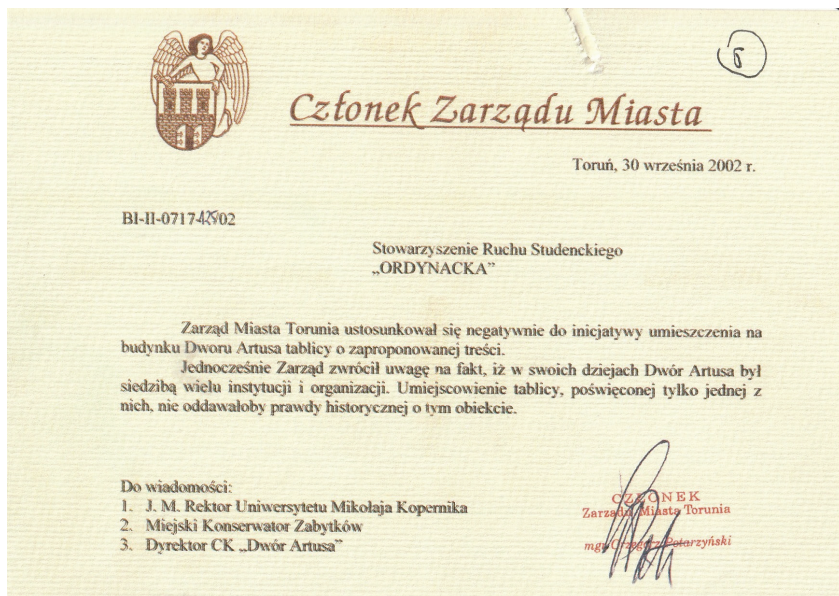 Członek Zarządu Miasta
Toruń, 30 września 2002 r.
BI-II-0717-/02
Stowarzyszenie Ruchu Studenckiego
„ORDYNACKA”
Zarząd Miasta Torunia ustosunkował się negatywnie do inicjatywy umieszczenia na
budynku Dworu Artusa tablicy o zaproponowanej treści.
Jednocześnie Zarząd zwrócił uwagę na fakt, iż w swoich dziejach Dwór Artusa był
siedzibą wielu instytucji i organizacji. Umiejscowienie tablicy, poświęconej tylko jednej z
nich, nie oddawałoby prawdy historycznej o tym obiekcie.
Do wiadomości:
1. J. M. Rektor Uniwersytetu Mikołaja Kopernika
2. Miejski Konserwator Zabytków
3. Dyrektor CK „Dwór Artusa”
CZŁONEK
Zarządu Miasta Torunia
mgr Grzegorz Potarzyński